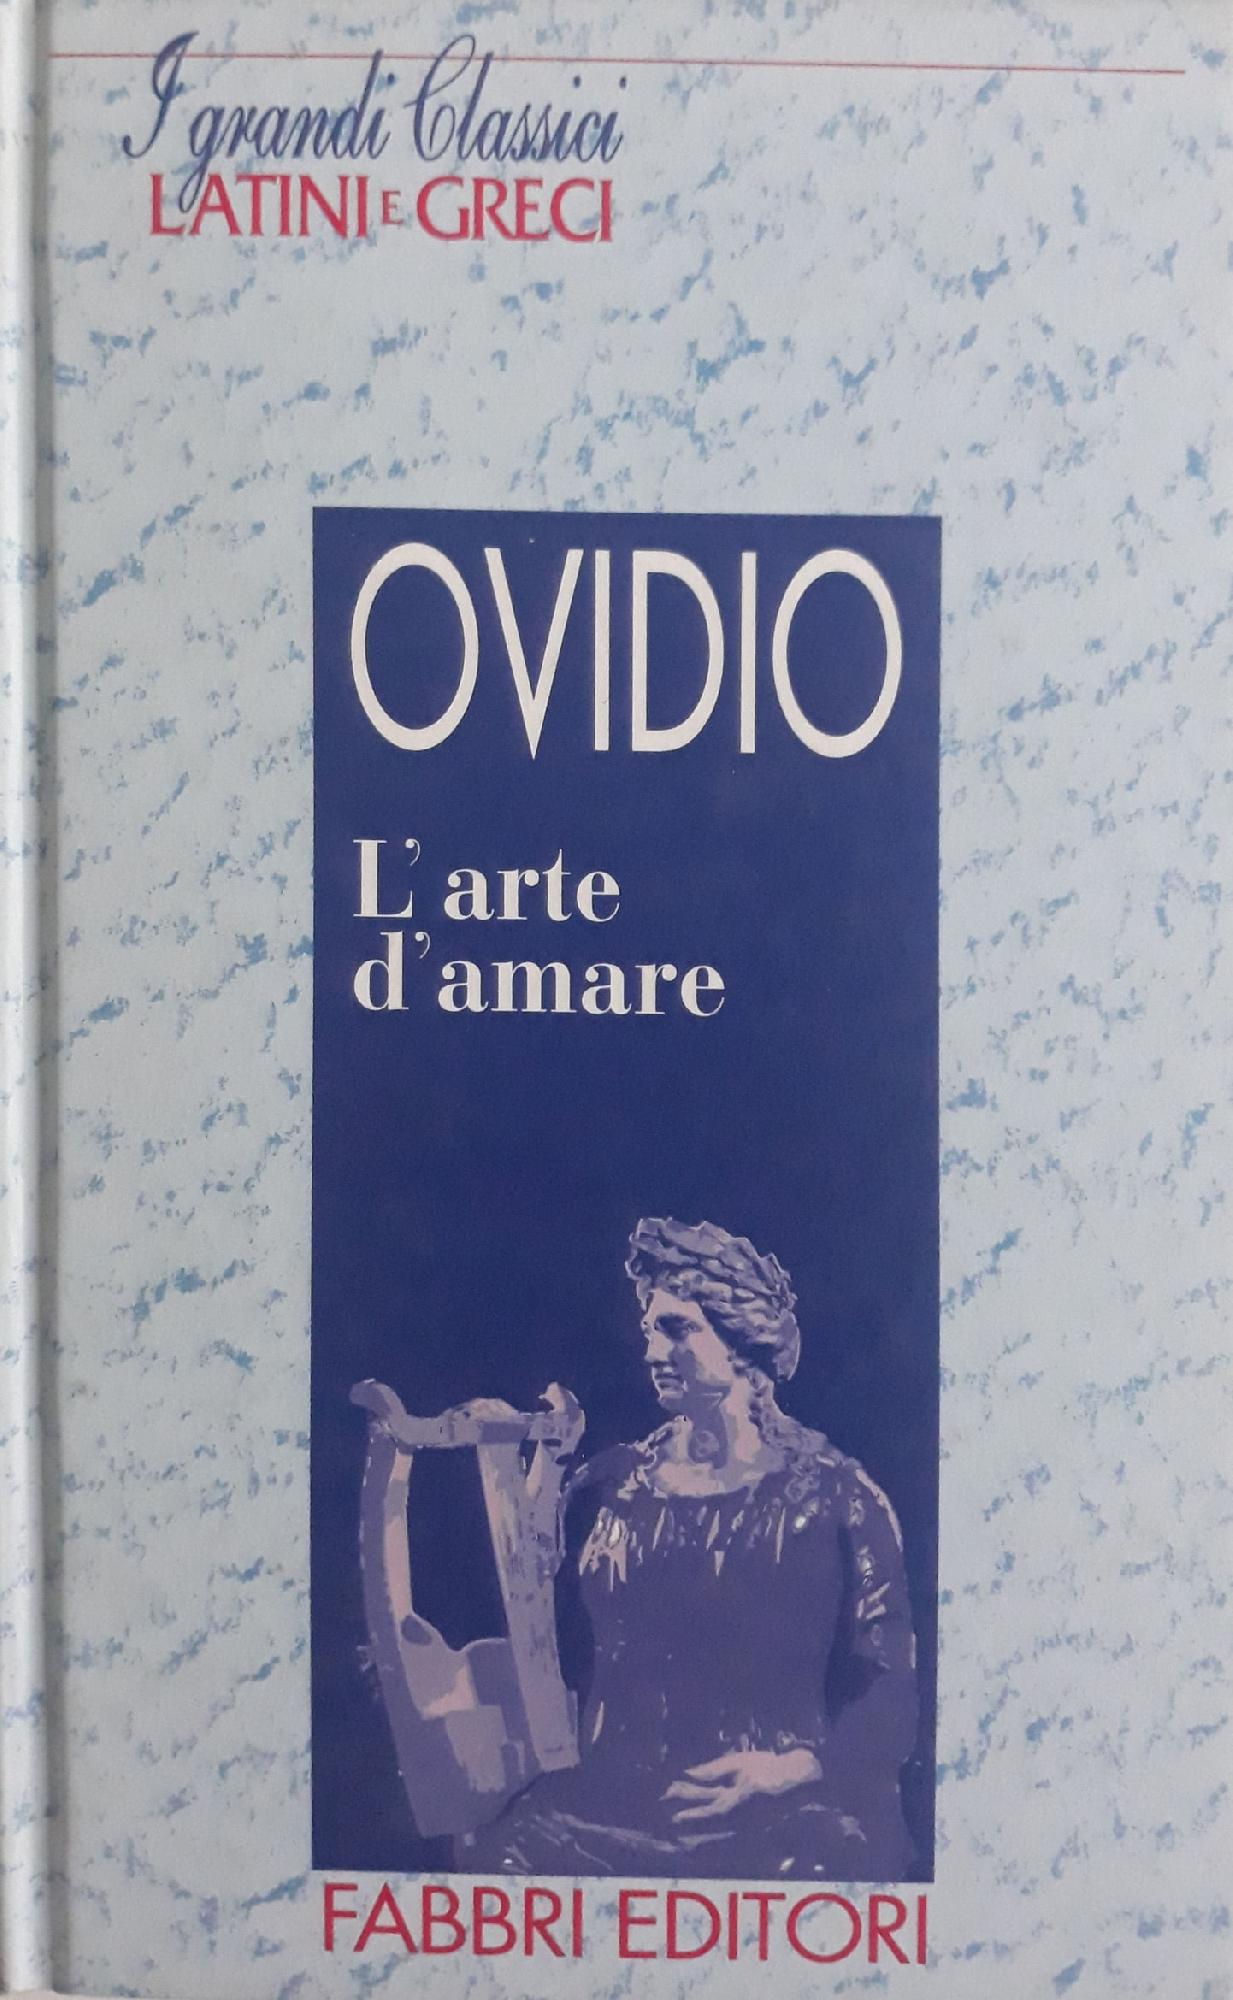 I grandi Classici
LATINI E GRECI
OVIDIO
L'arte
d'amare
FABBRI EDITORI